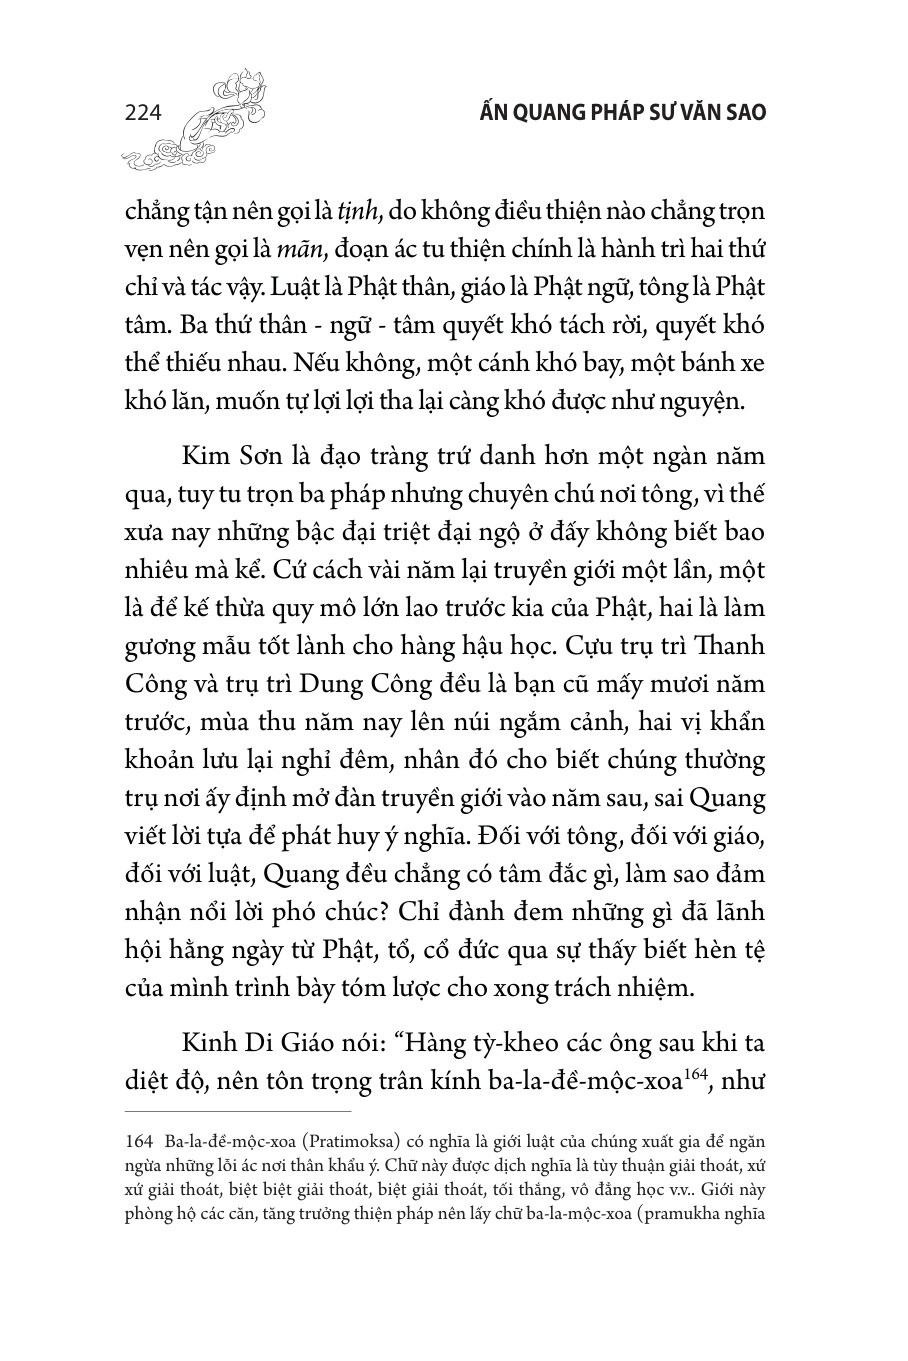 224
ẤN QUANG PHÁP SƯ VĂN SAO
chẳng tận nên gọi là tịnh, do không điều thiện nào chẳng trọn
vẹn nên gọi là mãn, đoạn ác tu thiện chính là hành trì hai thứ
chỉ và tác vậy. Luật là Phật thân, giáo là Phật ngữ, tông là Phật
tâm. Ba thứ thân - ngữ - tâm quyết khó tách rời, quyết khó
thể thiếu nhau. Nếu không, một cánh khó bay, một bánh xe
khó lăn, muốn tự lợi lợi tha lại càng khó được như nguyện.
Kim Sơn là đạo tràng trứ danh hơn một ngàn năm
qua, tuy tu trọn ba pháp nhưng chuyên chú nơi tông, vì thế
xưa nay những bậc đại triệt đại ngộ ở đấy không biết bao
nhiêu mà kể. Cứ cách vài năm lại truyền giới một lần, một
là để kế thừa quy mô lớn lao trước kia của Phật, hai là làm
gương mẫu tốt lành cho hàng hậu học. Cựu trụ trì Thanh
Công và trụ trì Dung Công đều là bạn cũ mấy mươi năm
trước, mùa thu năm nay lên núi ngắm cảnh, hai vị khẩn
khoản lưu lại nghỉ đêm, nhân đó cho biết chúng thường
trụ nơi ấy định mở đàn truyền giới vào năm sau, sai Quang
viết lời tựa để phát huy ý nghĩa. Đối với tông, đối với giáo,
đối với luật, Quang đều chẳng có tâm đắc gì, làm sao đảm
nhận nổi lời phó chúc? Chỉ đành đem những gì đã lãnh
hội hằng ngày từ Phật, tổ, cổ đức qua sự thấy biết hèn tệ
của mình trình bày tóm lược cho xong trách nhiệm.
Kinh Di Giáo nói: “Hàng tỳ-kheo các ông sau khi ta
diệt độ, nên tôn trọng trân kính ba-la-đề-mộc-xoa164, như
164 Ba-la-đề-mộc-xoa (Pratimoksa) có nghĩa là giới luật của chúng xuất gia để ngăn
ngừa những lỗi ác nơi thân khẩu ý. Chữ này được dịch nghĩa là tùy thuận giải thoát, xứ
xứ giải thoát, biệt biệt giải thoát, biệt giải thoát, tối thắng, vô đẳng học v.v.. Giới này
phòng hộ các căn, tăng trưởng thiện pháp nên lấy chữ ba-la-mộc-xoa (pramukha nghĩa